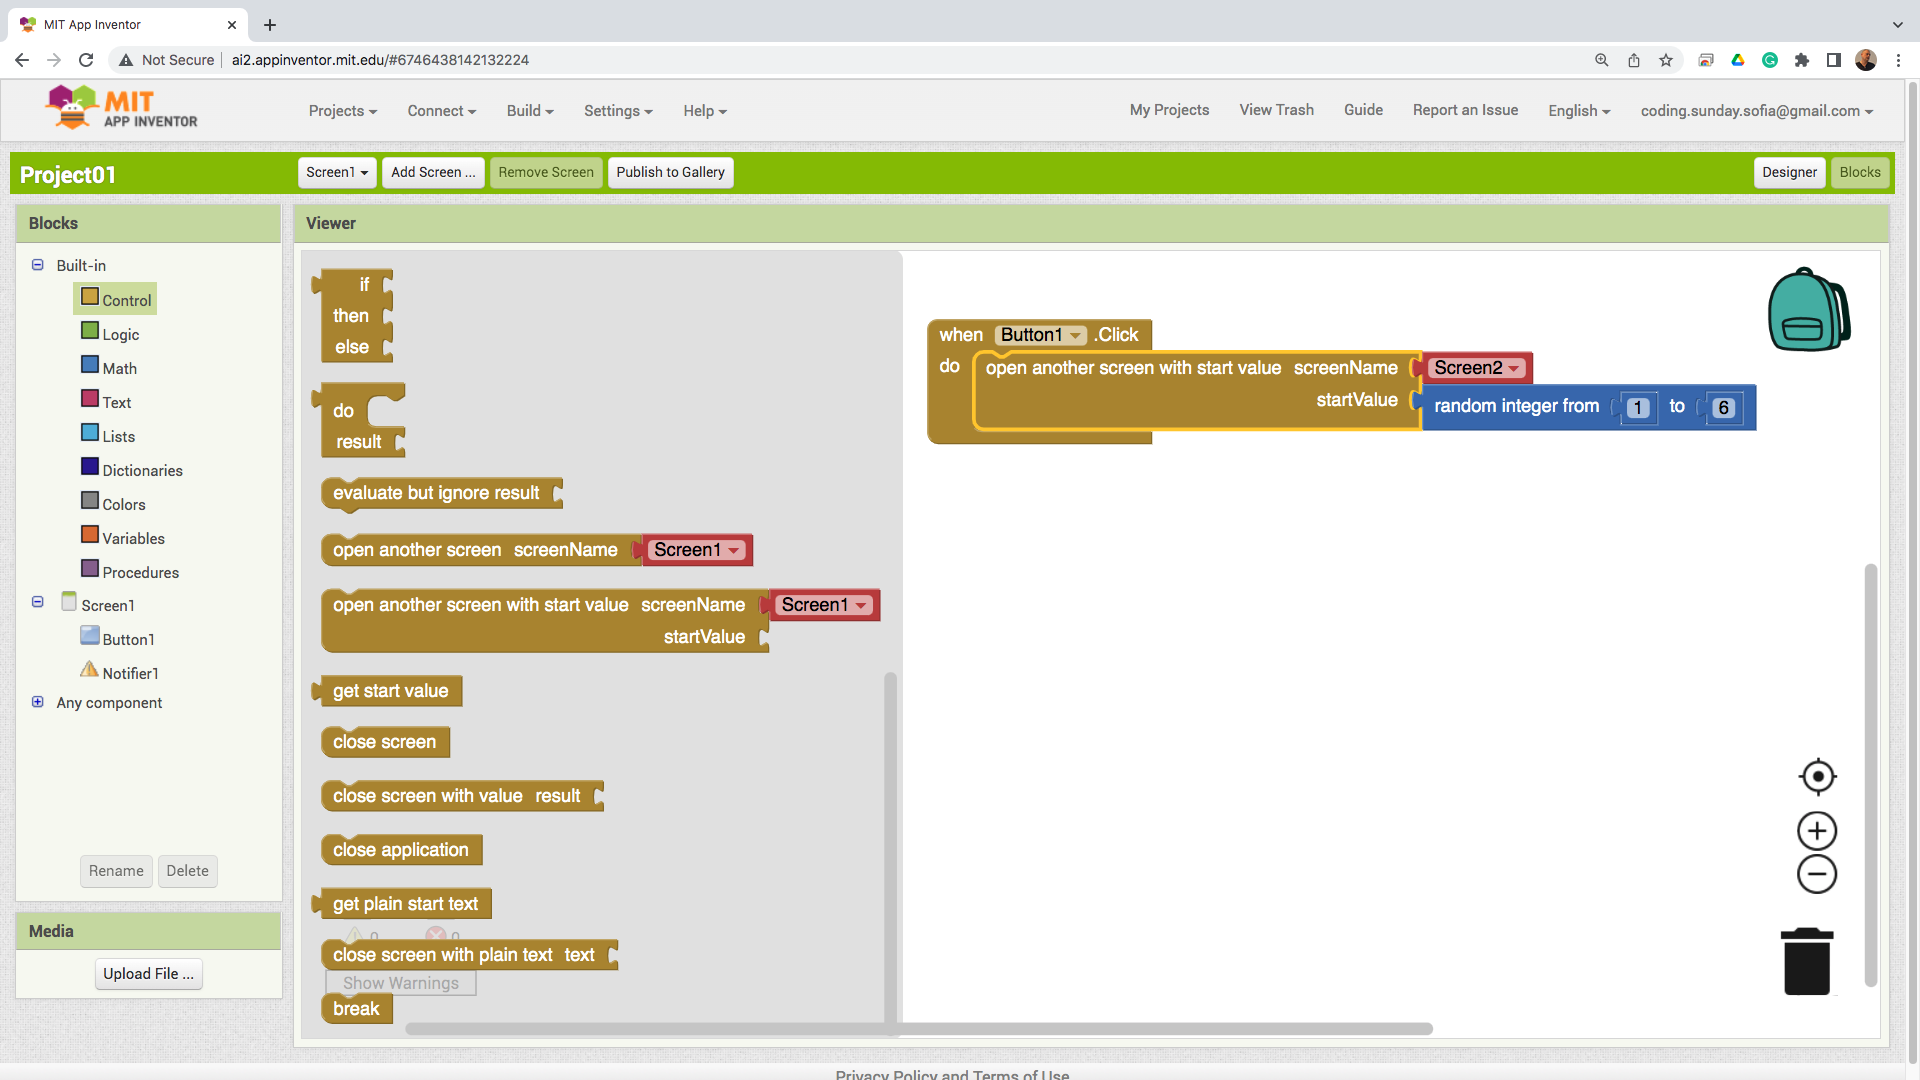 MIT App Inventor
Not Secure ai2.appinventor.mit.edu/#6746438142132224
MIT
APP INVENTOR
Projects Connect Build Settings Help My Projects View Trash Guide Report an Issue English coding.sunday.sofia@gmail.com
Project01 Screen1 Add Screen ... Remove Screen Publish to Gallery Designer Blocks
Blocks
Viewer
Built-in
Control
Logic
Math
Text
Lists
Dictionaries
Colors
Variables
Procedures
Screen1
Button1
Notifier1
Any component
Rename Delete
Media
Upload File ...
if
then
else
do
result
evaluate but ignore result
open another screen screenName Screen1
open another screen with start value screenName Screen1
startValue
get start value
close screen
close screen with value result
close application
get plain start text
0 0
close screen with plain text text
Show Warnings
break
when Button1 .Click
do open another screen with start value screenName Screen2
startValue random integer from 1 to 6
Privacy Policy and Terms of Use